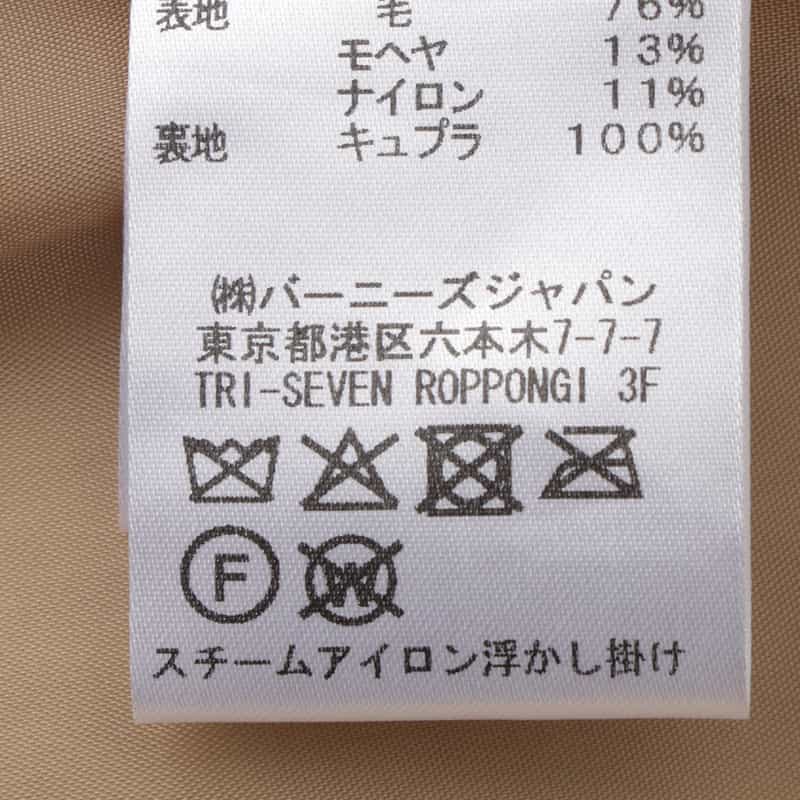 表地 毛 76%
モヘヤ 13%
ナイロン 11%
裏地 キュプラ 100%
㈱バーニーズジャパン
東京都港区六本木7-7-7
TRI-SEVEN ROPPONGI 3F
F W
スチームアイロン浮かし掛け